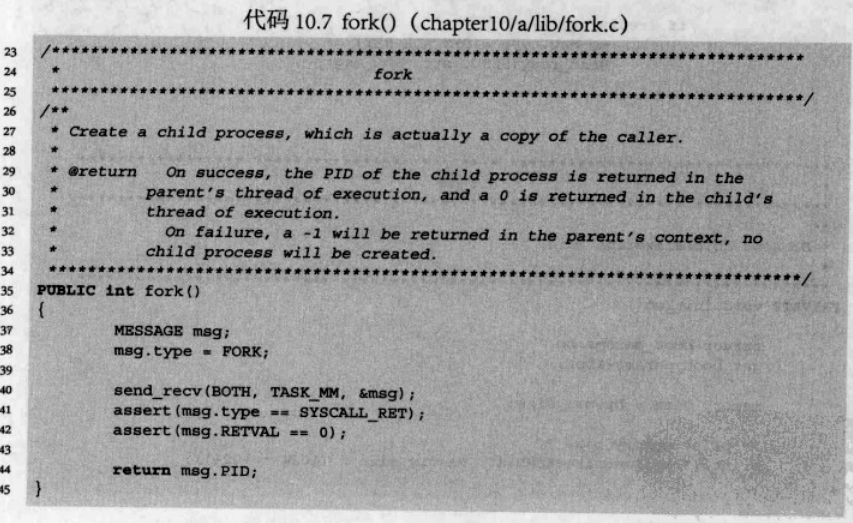 代码 10.7 fork() (chapter10/a/lib/fork.c)
23 /*****************************************************************************
24 * fork
25 *****************************************************************************/
26 /**
27 * Create a child process, which is actually a copy of the caller.
28 *
29 * @return On success, the PID of the child process is returned in the
30 * parent's thread of execution, and a 0 is returned in the child's
31 * thread of execution.
32 * On failure, a -1 will be returned in the parent's context, no
33 * child process will be created.
34 *****************************************************************************/
35 PUBLIC int fork()
36 {
37 MESSAGE msg;
38 msg.type = FORK;
39
40 send_recv(BOTH, TASK_MM, &msg);
41 assert(msg.type == SYSCALL_RET);
42 assert(msg.RETVAL == 0);
43
44 return msg.PID;
45 }